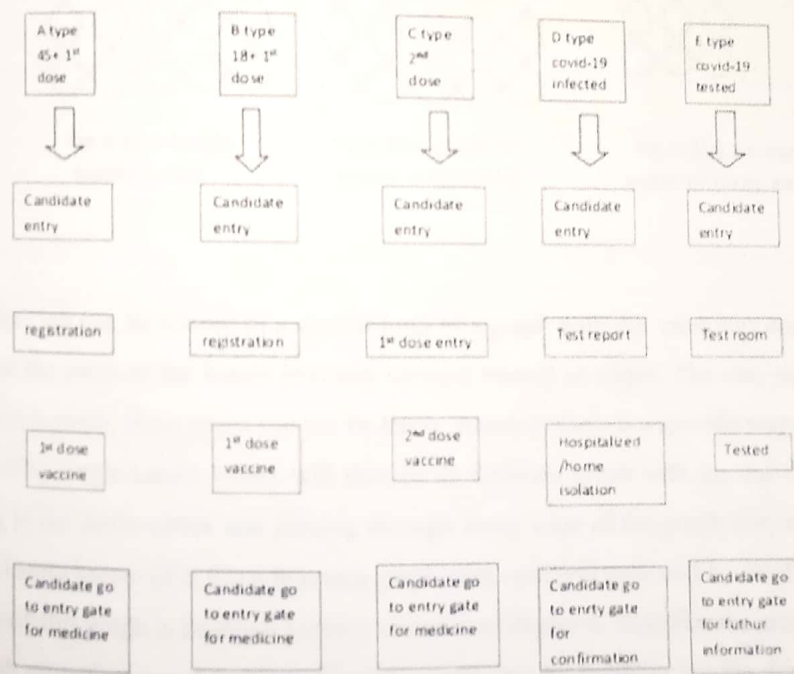 A type
45+ 1st
dose
B type
18+ 1st
dose
C type
2nd
dose
D type
covid-19
infected
E type
covid-19
tested
Candidate
entry
Candidate
entry
Candidate
entry
Candidate
entry
Candidate
entry
registration
registration
1st dose entry
Test report
Test room
1st dose
vaccine
1st dose
vaccine
2nd dose
vaccine
Hospitalized
/home
isolation
Tested
Candidate go
to entry gate
for medicine
Candidate go
to entry gate
for medicine
Candidate go
to entry gate
for medicine
Candidate go
to enrty gate
for
confirmation
Candidate go
to entry gate
for futhur
information